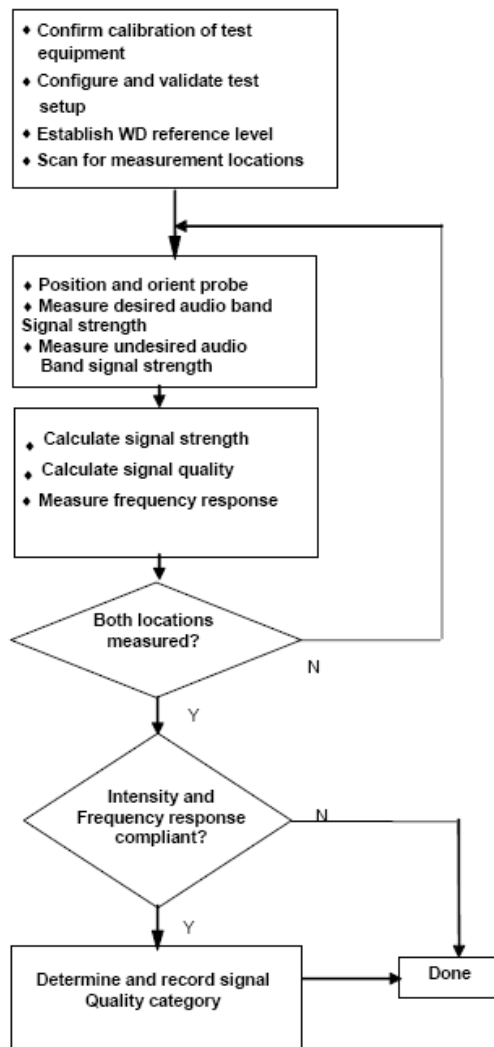 ♦ Confirm calibration of test
equipment
♦ Configure and validate test
setup
♦ Establish WD reference level
♦ Scan for measurement locations
♦ Position and orient probe
♦ Measure desired audio band
Signal strength
♦ Measure undesired audio
Band signal strength
♦ Calculate signal strength
♦ Calculate signal quality
♦ Measure frequency response
Both locations
measured?
N
Y
Intensity and
Frequency response
compliant?
N
Y
Determine and record signal
Quality category
Done